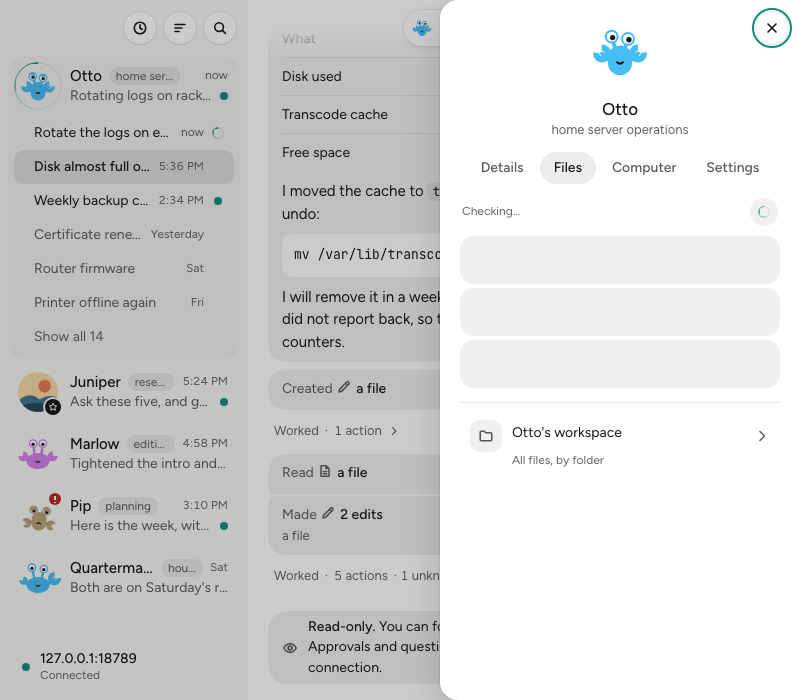 Otto
home ser...
now
Rotating logs on rack...
Rotate the logs on e...
now
Disk almost full o...
5:36 PM
Weekly backup c...
2:34 PM
Certificate rene...
Yesterday
Router firmware
Sat
Printer offline again
Fri
Show all 14
Juniper
rese...
5:24 PM
Ask these five, and g...
Marlow
editi...
4:58 PM
Tightened the intro and...
Pip
planning
3:10 PM
Here is the week, wit...
Quarterma...
hou...
Sat
Both are on Saturday's r...
127.0.0.1:18789
Connected
What
Disk used
Transcode cache
Free space
I moved the cache to
undo:
mv /var/lib/transco
I will remove it in a week
did not report back, so t
counters.
Created a file
Worked · 1 action
Read a file
Made 2 edits
a file
Worked · 5 actions · 1 unkn
Read-only. You can fo
Approvals and questi
connection.
Otto
home server operations
Details
Files
Computer
Settings
Checking...
Otto's workspace
All files, by folder